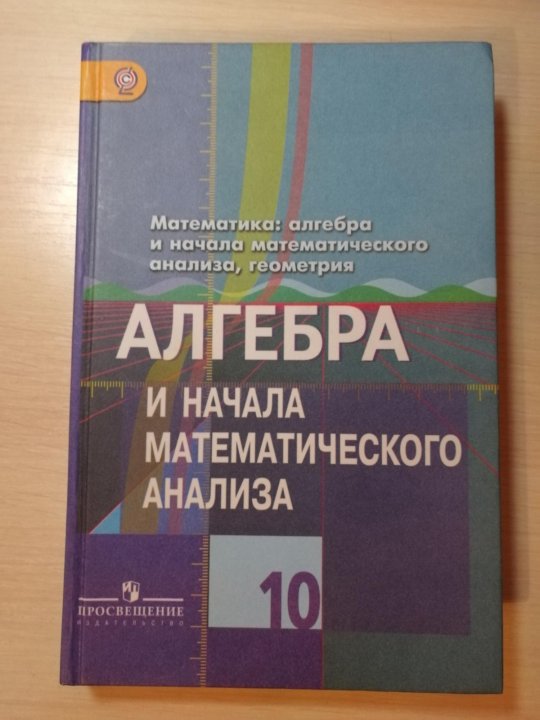 Математика: алгебра
и начала математического
анализа, геометрия
АЛГЕБРА
И НАЧАЛА
МАТЕМАТИЧЕСКОГО
АНАЛИЗА
10
ПРОСВЕЩЕНИЕ
ИЗДАТЕЛЬСТВО